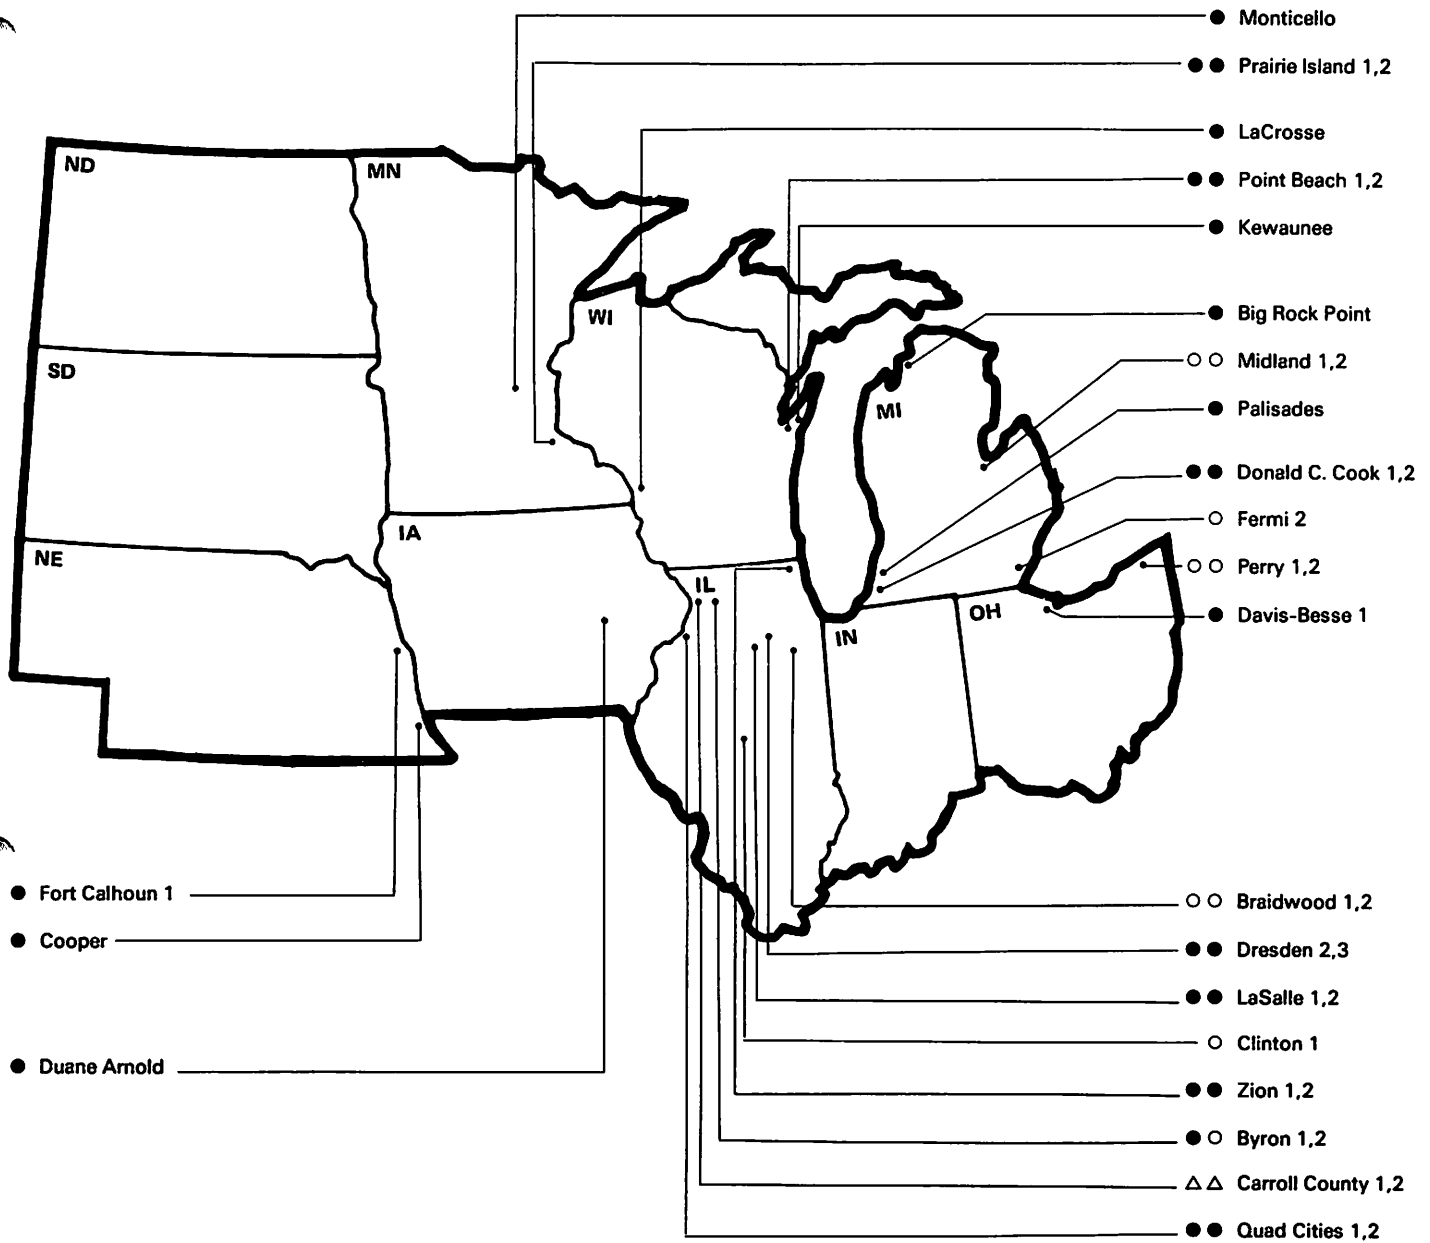 Monticello
Prairie Island 1,2
LaCrosse
Point Beach 1,2
Kewaunee
Big Rock Point
Midland 1,2
Palisades
Donald C. Cook 1,2
Fermi 2
Perry 1,2
Davis-Besse 1
ND
MN
WI
SD
MI
IA
NE
IL
OH
IN
Fort Calhoun 1
Cooper
Duane Arnold
Braidwood 1,2
Dresden 2,3
LaSalle 1,2
Clinton 1
Zion 1,2
Byron 1,2
Carroll County 1,2
Quad Cities 1,2